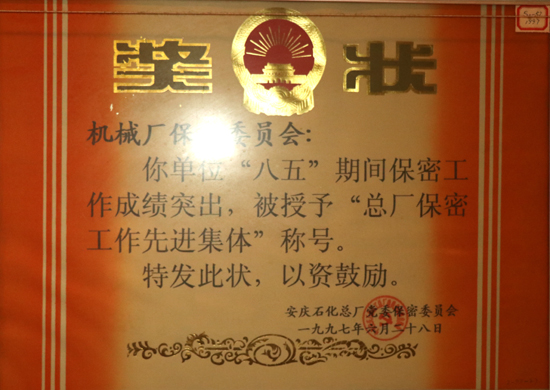 奖状
机械厂保密委员会:
你单位“八五”期间保密工
作成绩突出,被授予“总厂保密
工作先进集体”称号。
特发此状,以资鼓励。
安庆石化总厂党委保密委员会
一九九七年 月二十八日